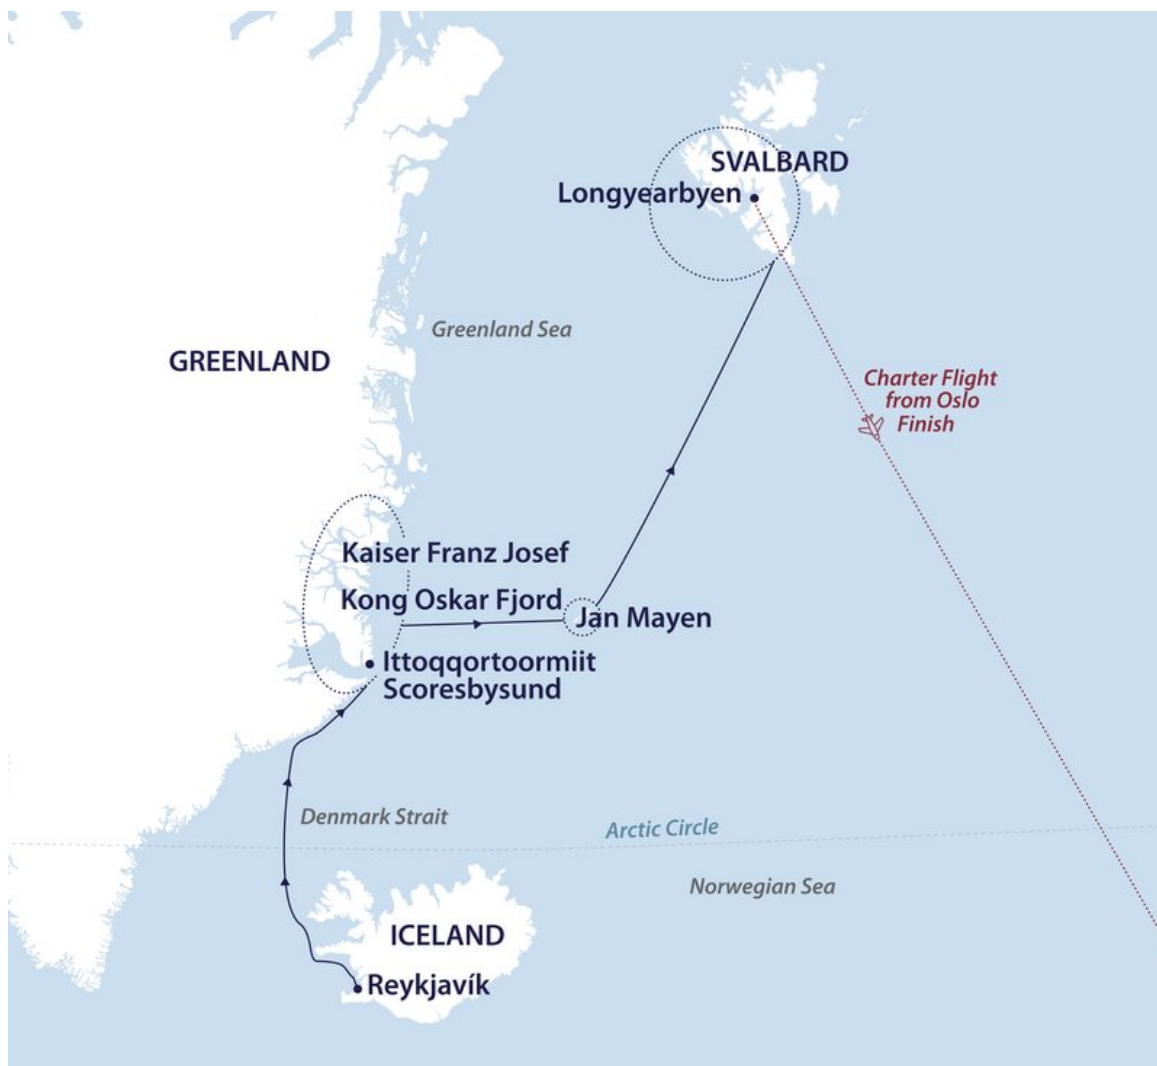 SVALBARD
Longyearbyen
Greenland Sea
GREENLAND
Charter Flight
from Oslo
Finish
Kaiser Franz Josef
Kong Oskar Fjord
Jan Mayen
Ittoqqortoormiit
Scoresbysund
Denmark Strait
Arctic Circle
Norwegian Sea
ICELAND
Reykjavík